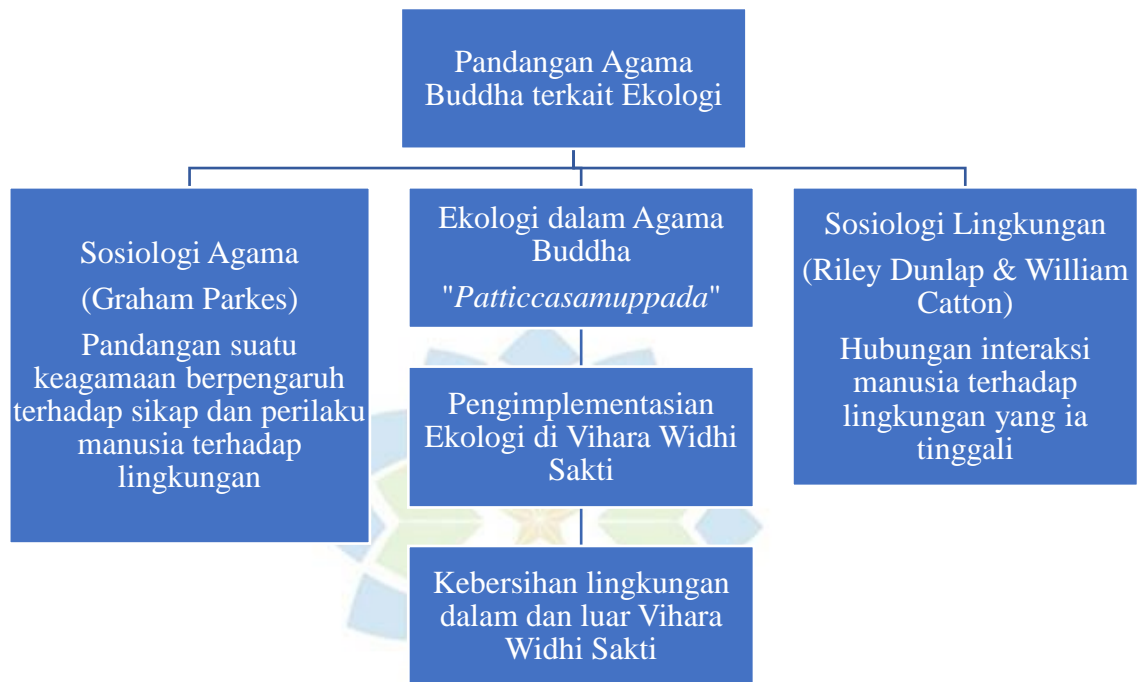 Pandangan Agama
Buddha terkait Ekologi
Sosiologi Agama
(Graham Parkes)
Pandangan suatu
keagamaan berpengaruh
terhadap sikap dan perilaku
manusia terhadap
lingkungan
Ekologi dalam Agama
Buddha
"Patticcasamuppada"
Pengimplementasian
Ekologi di Vihara Widhi
Sakti
Kebersihan lingkungan
dalam dan luar Vihara
Widhi Sakti
Sosiologi Lingkungan
(Riley Dunlap & William
Catton)
Hubungan interaksi
manusia terhadap
lingkungan yang ia
tinggali